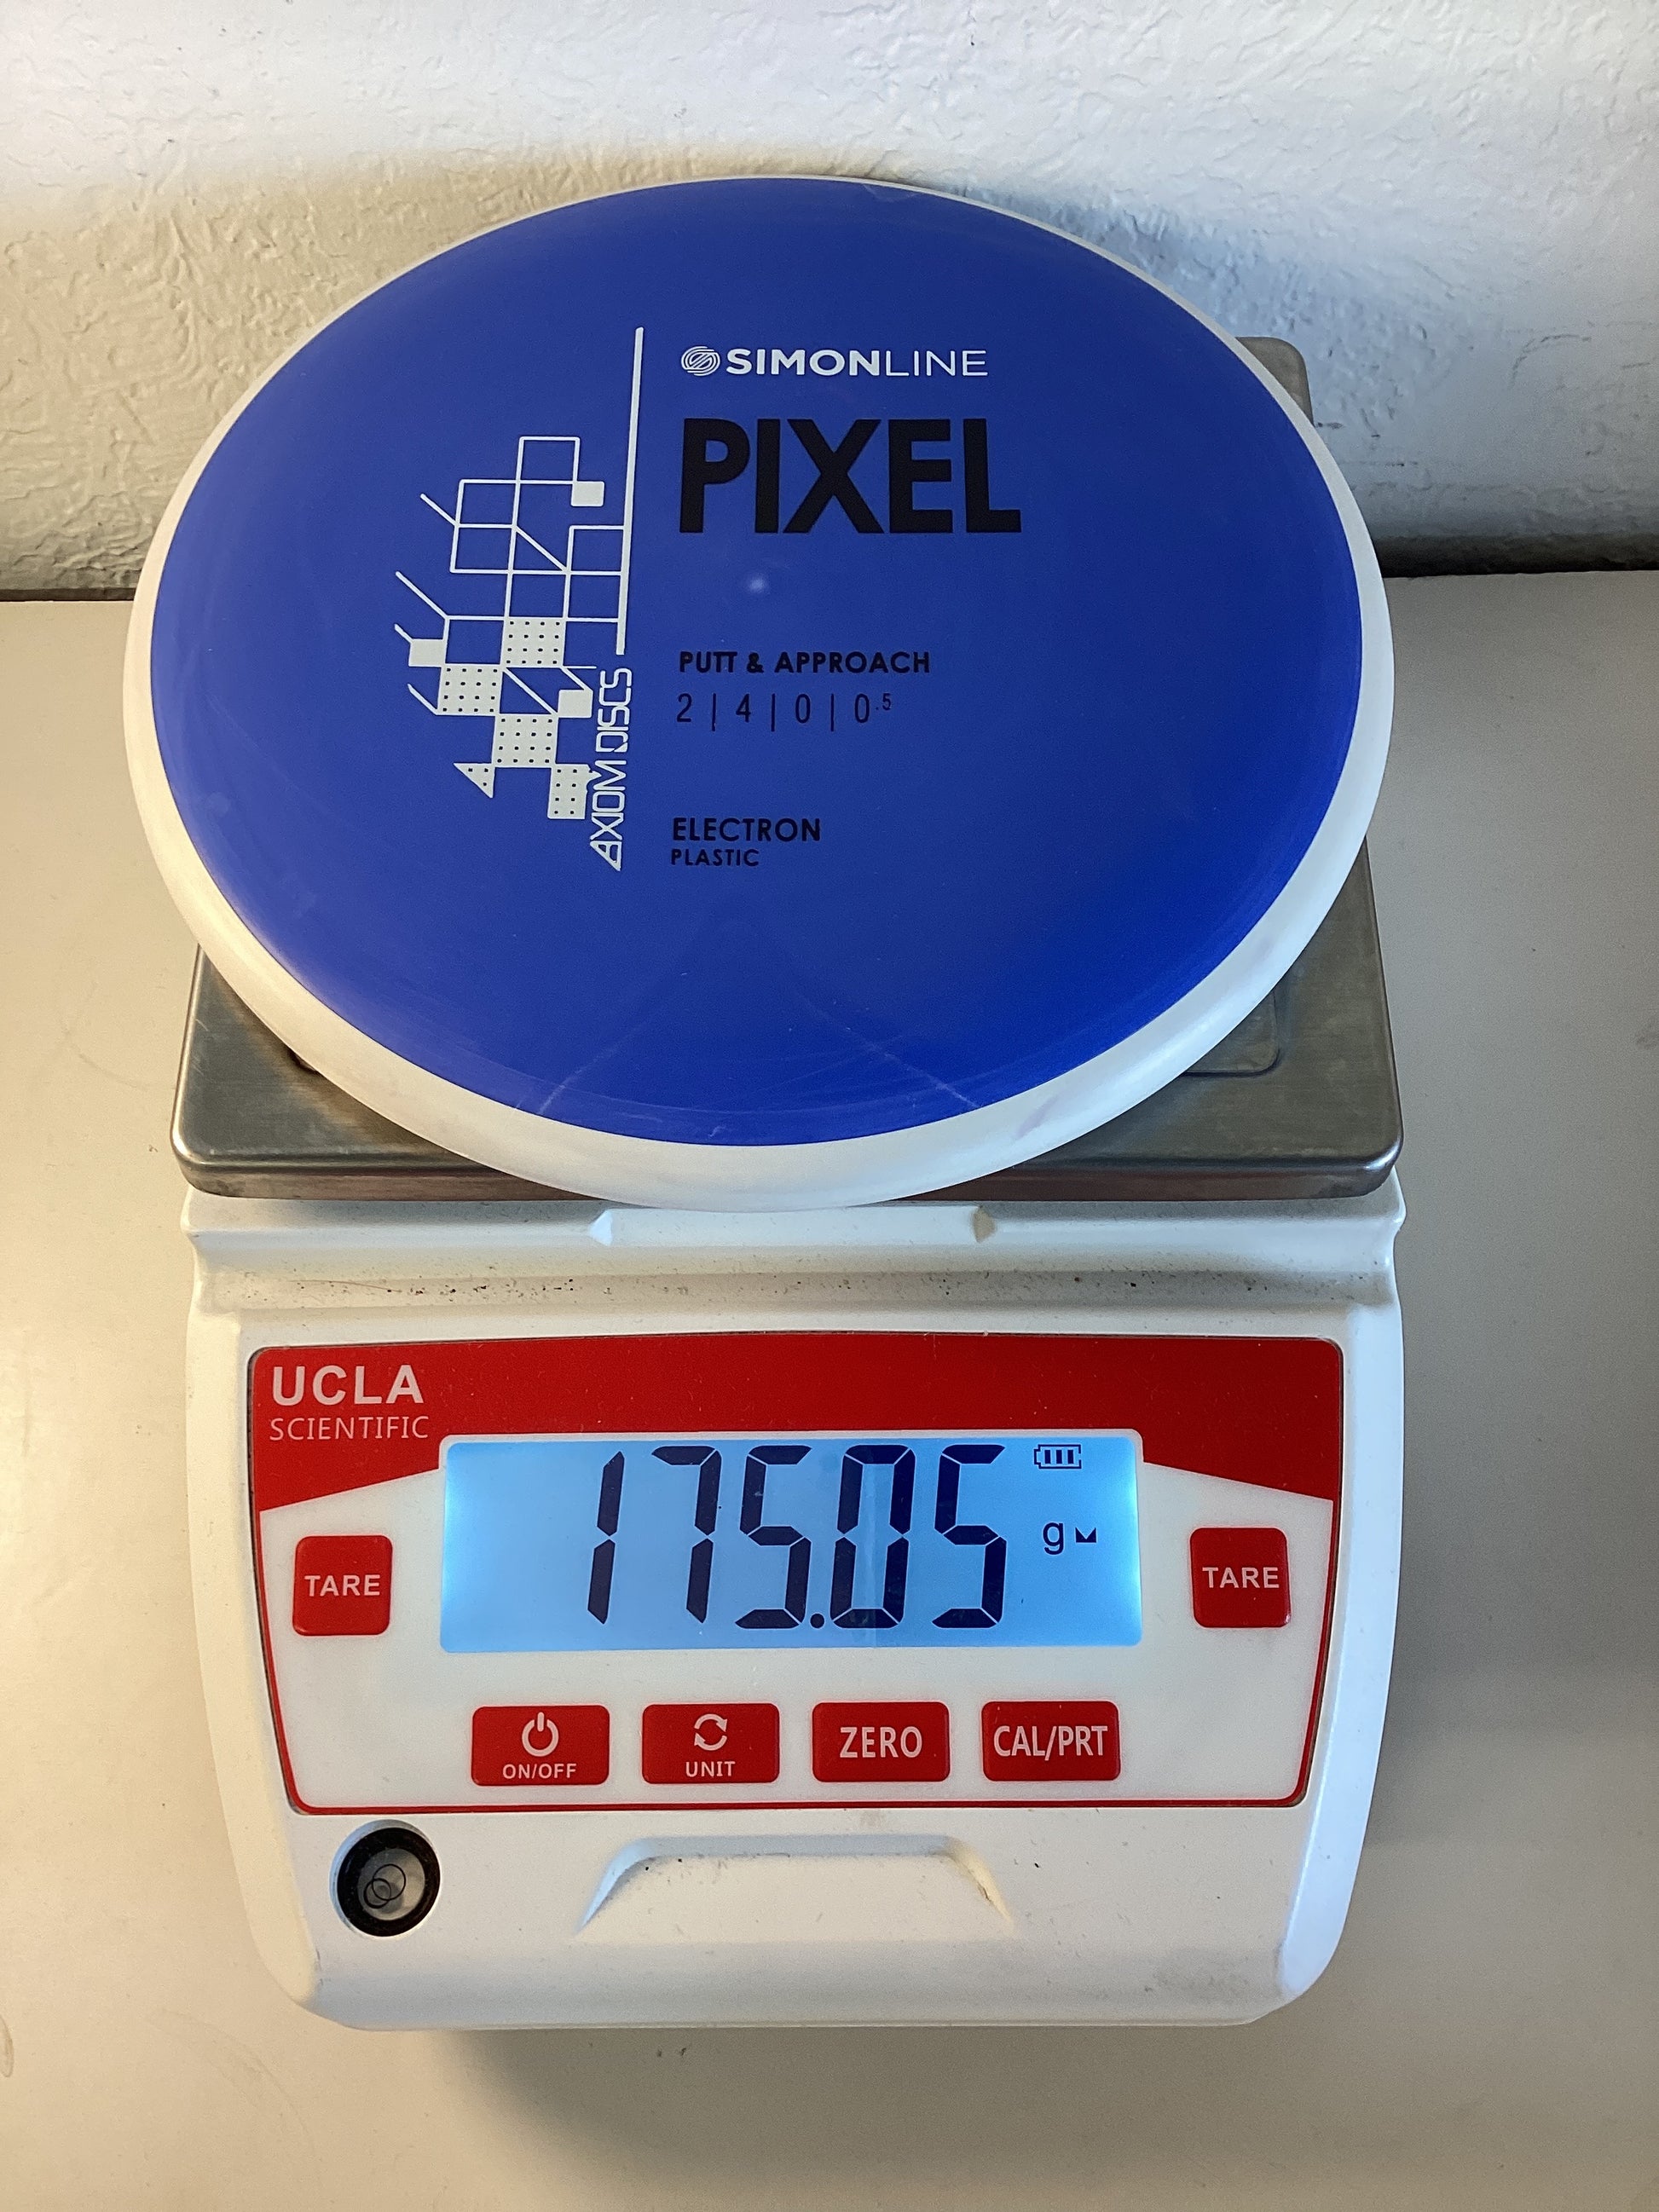 SIMONLINE
PIXEL
PUTT & APPROACH
2 | 4 | 0 | 0.5
ELECTRON
PLASTIC
AXIOM DISCS
UCLA
SCIENTIFIC
175.05 g
TARE
TARE
ON/OFF
UNIT
ZERO
CAL/PRT